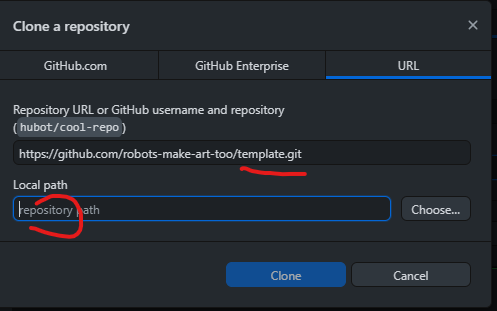 Clone a repository
GitHub.com GitHub Enterprise URL
Repository URL or GitHub username and repository
(hubot/cool-repo)
https://github.com/robots-make-art-too/template.git
Local path
repository path Choose...
Clone Cancel